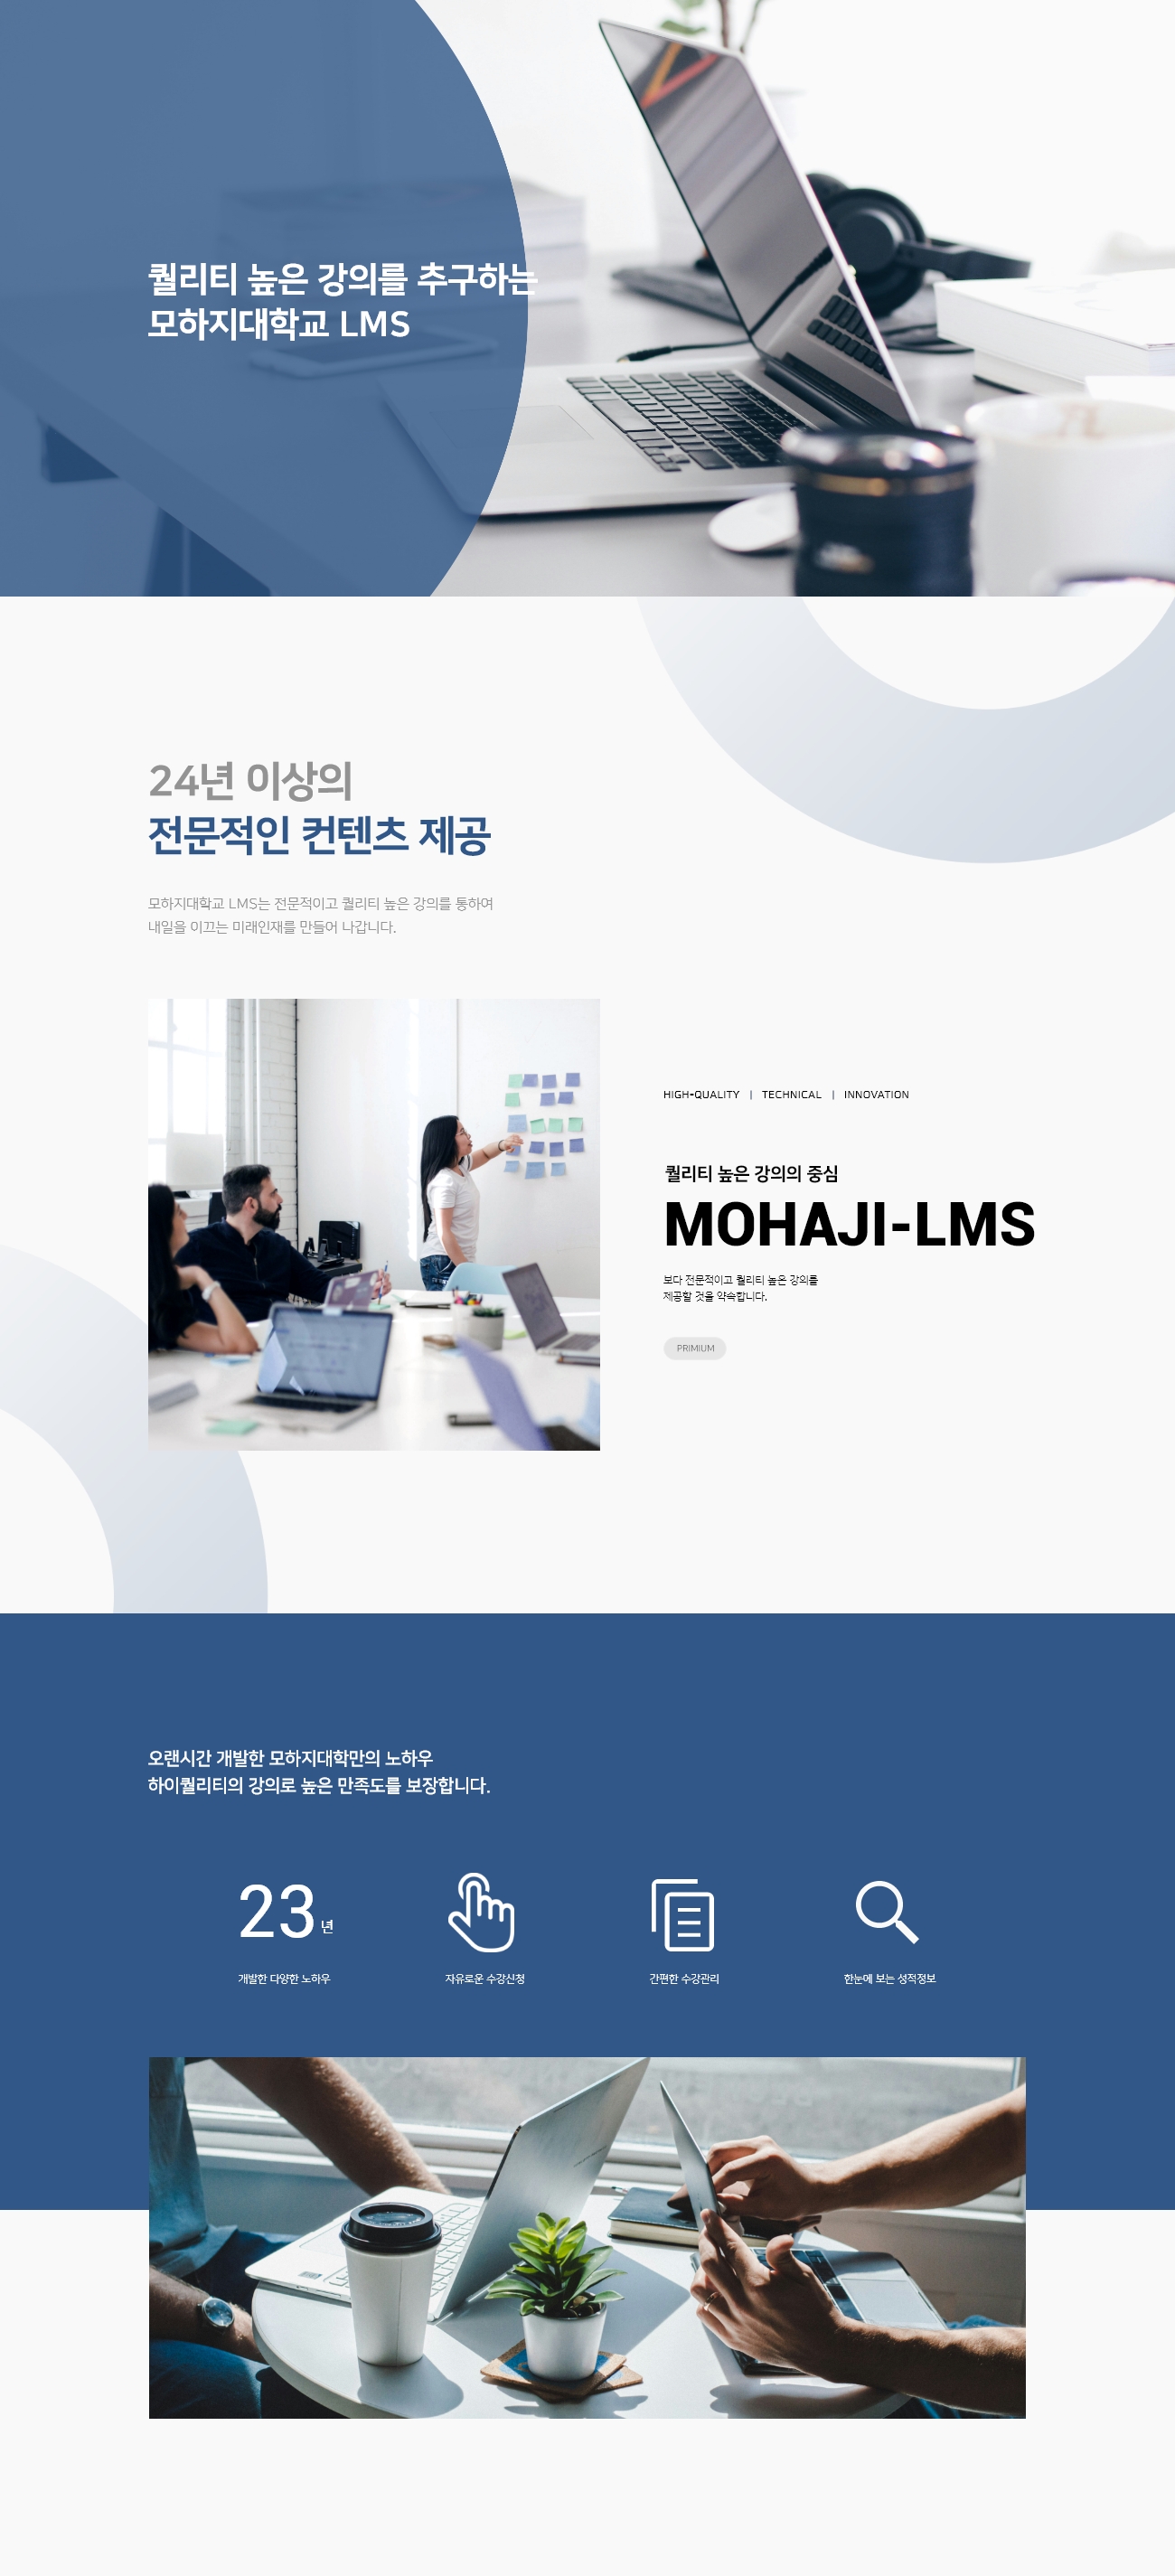 퀄리티 높은 강의를 추구하는
모하지대학교 LMS
24년 이상의
전문적인 컨텐츠 제공
모하지대학교 LMS는 전문적이고 퀄리티 높은 강의를 통하여
내일을 이끄는 미래인재를 만들어 나갑니다.
HIGH-QUALITY | TECHNICAL | INNOVATION
퀄리티 높은 강의의 중심
MOHAJI-LMS
보다 전문적이고 퀄리티 높은 강의를
제공할 것을 약속합니다.
PRIMIUM
오랜시간 개발한 모하지대학만의 노하우
하이퀄리티의 강의로 높은 만족도를 보장합니다.
23 년
개발한 다양한 노하우
자유로운 수강신청
간편한 수강관리
한눈에 보는 성적정보